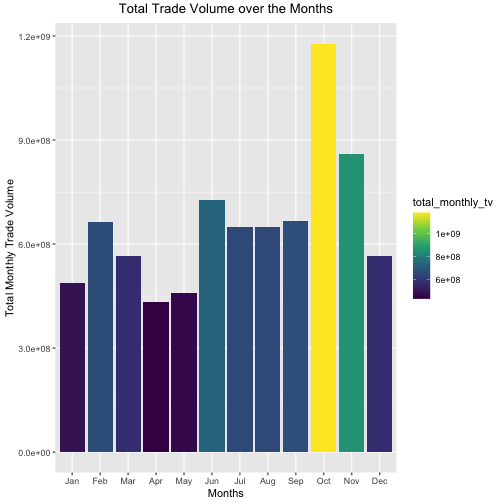 Total Trade Volume over the Months
Total Monthly Trade Volume
1.2e+09
9.0e+08
6.0e+08
3.0e+08
0.0e+00
Jan Feb Mar Apr May Jun Jul Aug Sep Oct Nov Dec
Months
total_monthly_tv
1e+09
8e+08
6e+08